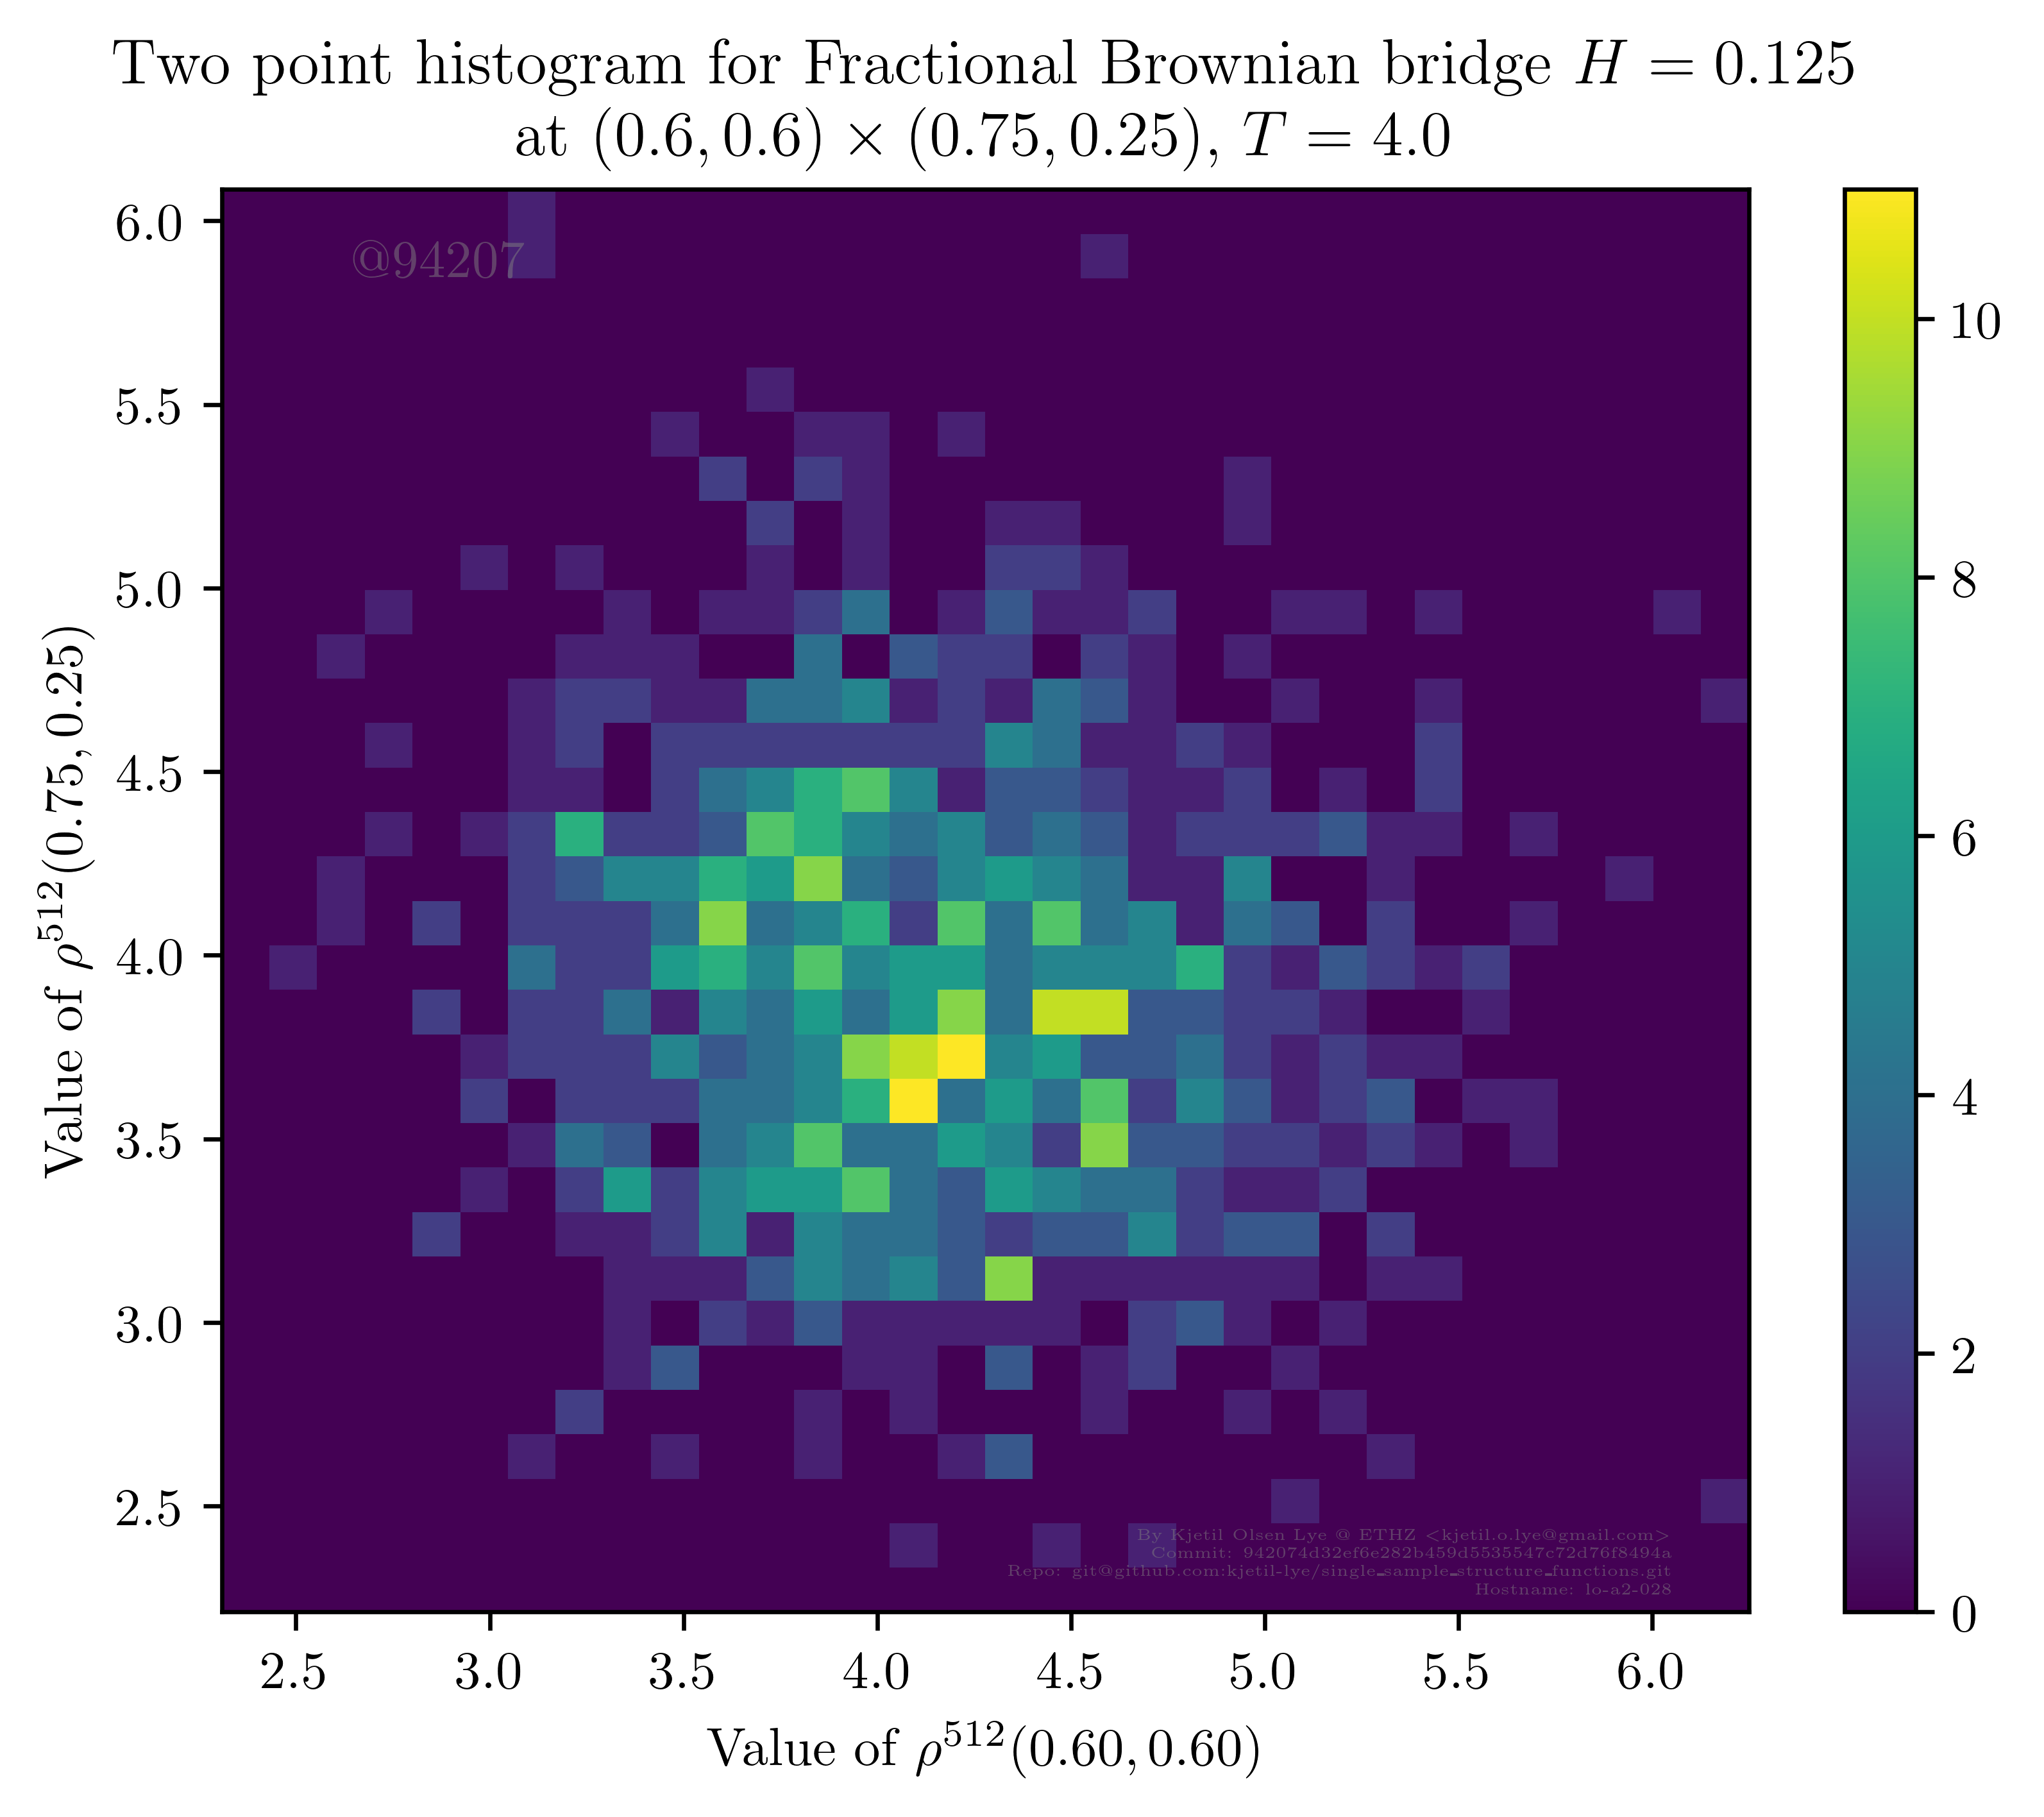 Two point histogram for Fractional Brownian bridge H = 0.125
at (0.6, 0.6) × (0.75, 0.25), T = 4.0
@94207
6.0
5.5
5.0
4.5
4.0
3.5
3.0
2.5
Value of ρ^512(0.75, 0.25)
2.5 3.0 3.5 4.0 4.5 5.0 5.5 6.0
Value of ρ^512(0.60, 0.60)
10
8
6
4
2
0
By Kjetil Olsen Lye @ ETHZ <kjetil.o.lye@gmail.com>
Commit: 942074d32ef6e282b459d5535547c72d76f8494a
Repo: git@github.com:kjetil-lye/single_sample_structure_functions.git
Hostname: lo-a2-028